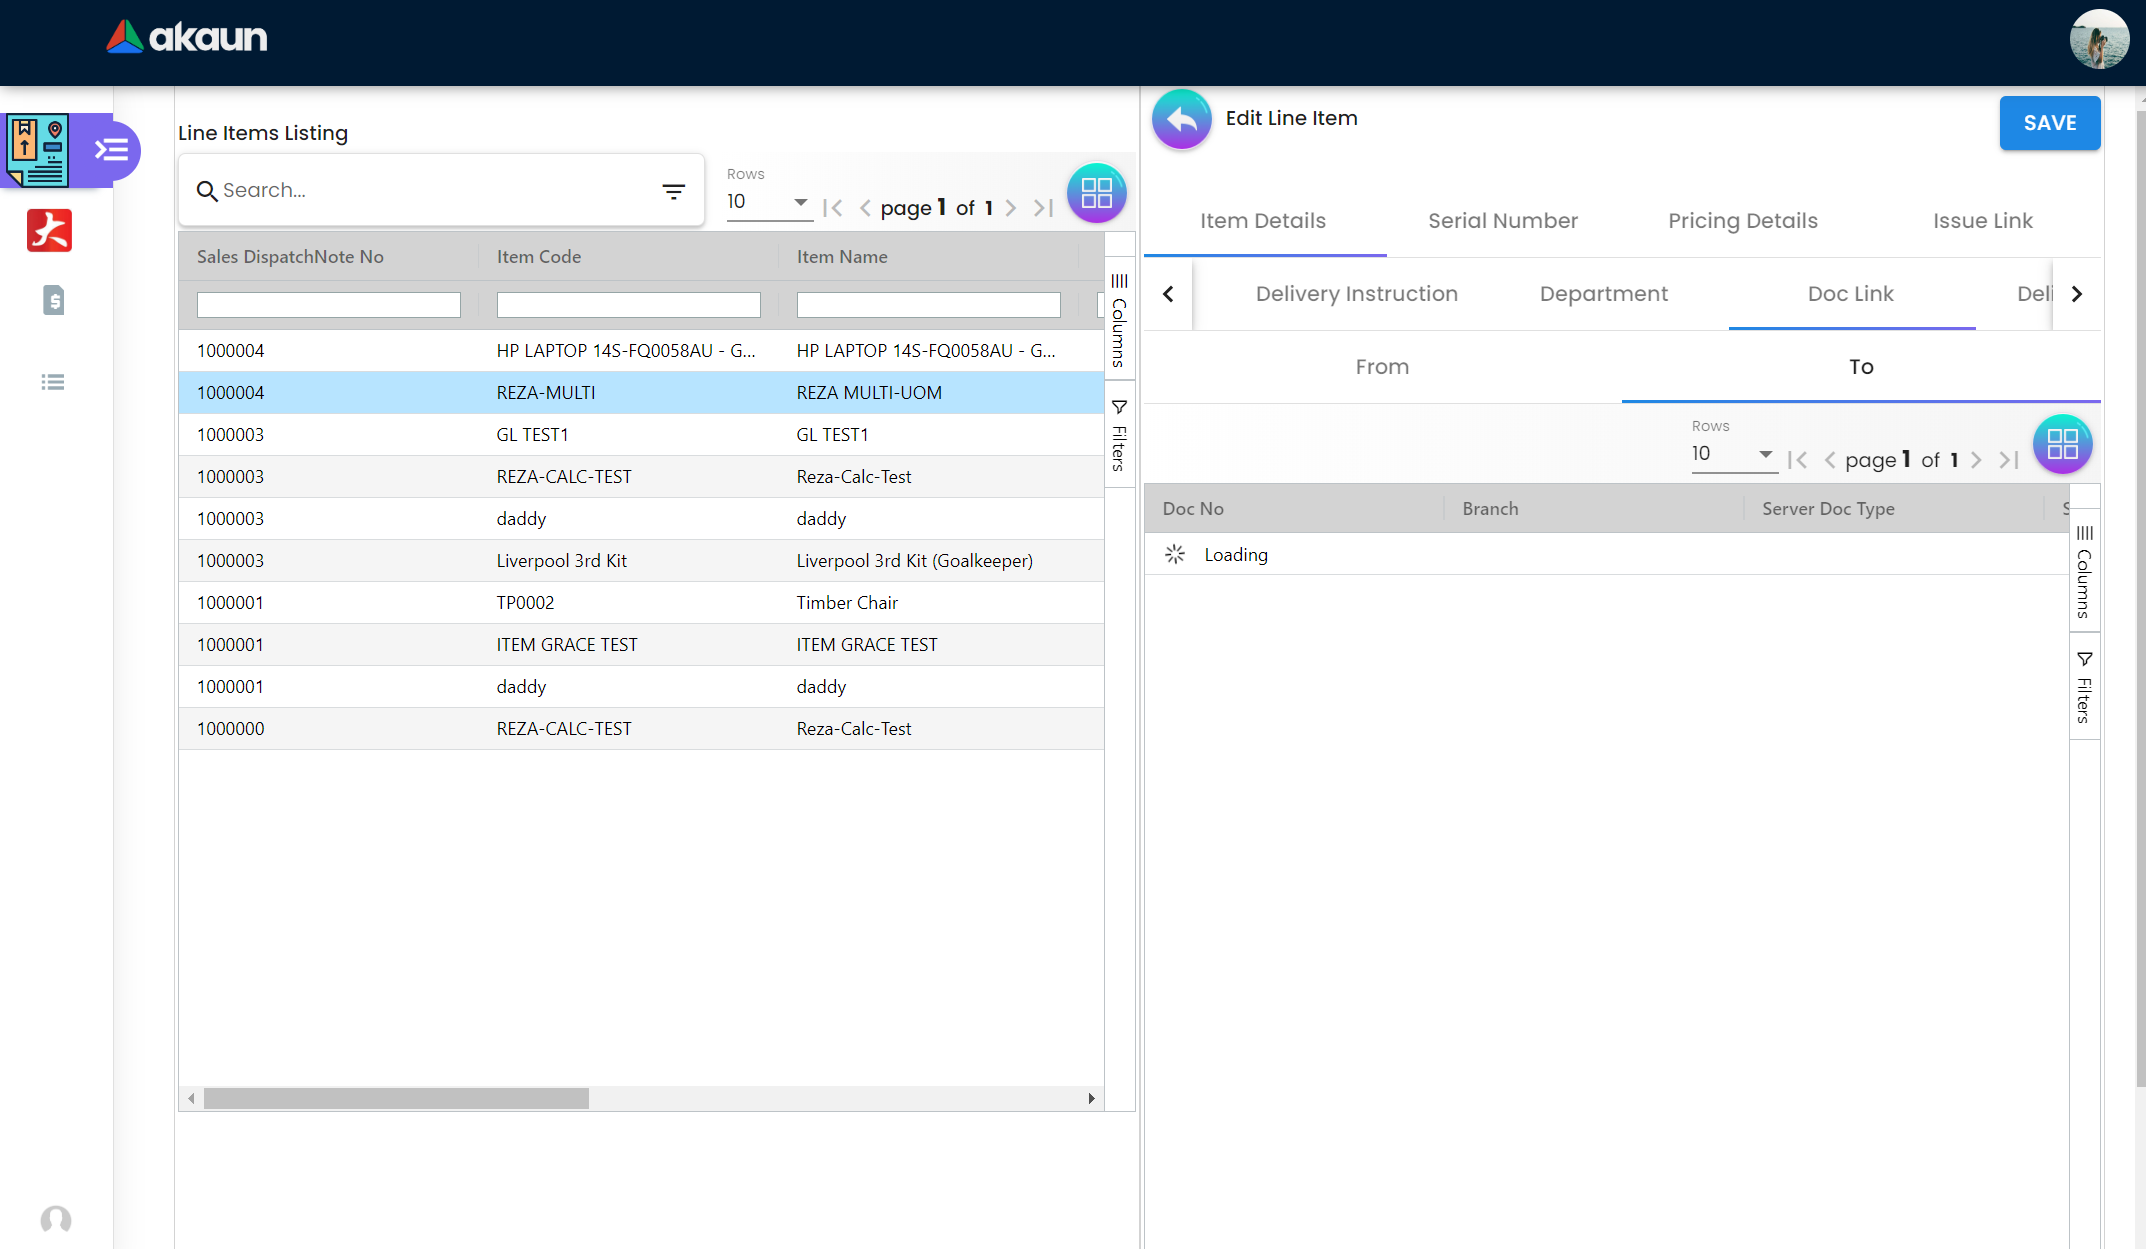 akaun
Line Items Listing
Search...
Rows
10
page 1 of 1
Sales DispatchNote No Item Code Item Name
1000004 HP LAPTOP 14S-FQ0058AU - G... HP LAPTOP 14S-FQ0058AU - G...
1000004 REZA-MULTI REZA MULTI-UOM
1000003 GL TEST1 GL TEST1
1000003 REZA-CALC-TEST Reza-Calc-Test
1000003 daddy daddy
1000003 Liverpool 3rd Kit Liverpool 3rd Kit (Goalkeeper)
1000001 TP0002 Timber Chair
1000001 ITEM GRACE TEST ITEM GRACE TEST
1000001 daddy daddy
1000000 REZA-CALC-TEST Reza-Calc-Test
Columns
Filters
Edit Line Item
SAVE
Item Details Serial Number Pricing Details Issue Link
Delivery Instruction Department Doc Link Deli
From To
Rows
10
page 1 of 1
Doc No Branch Server Doc Type S
Loading
Columns
Filters